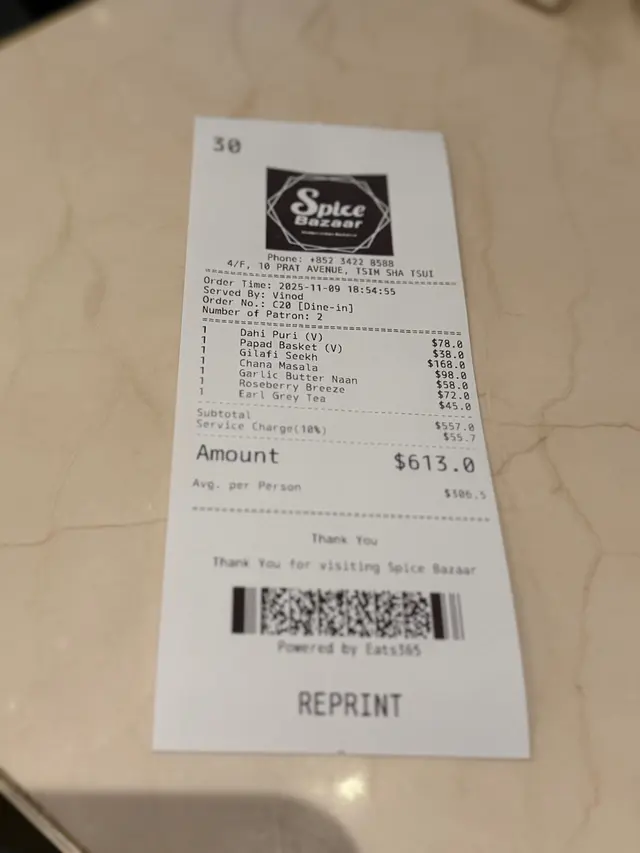 30
Spice
Bazaar
Phone: +852 3422 8588
4/F, 10 PRAT AVENUE, TSIM SHA TSUI
Order Time: 2025-11-09 18:54:55
Served By: Vinod
Order No.: C20 [Dine-in]
Number of Patron: 2
1 Dahi Puri (V) $78.0
1 Papad Basket (V) $38.0
1 Gilafi Seekh $168.0
1 Chana Masala $98.0
1 Garlic Butter Naan $58.0
1 Roseberry Breeze $72.0
1 Earl Grey Tea $45.0
Subtotal $557.0
Service Charge(10%) $55.7
Amount $613.0
Avg. per Person $306.5
Thank You
Thank You for visiting Spice Bazaar
Powered by Eats365
REPRINT